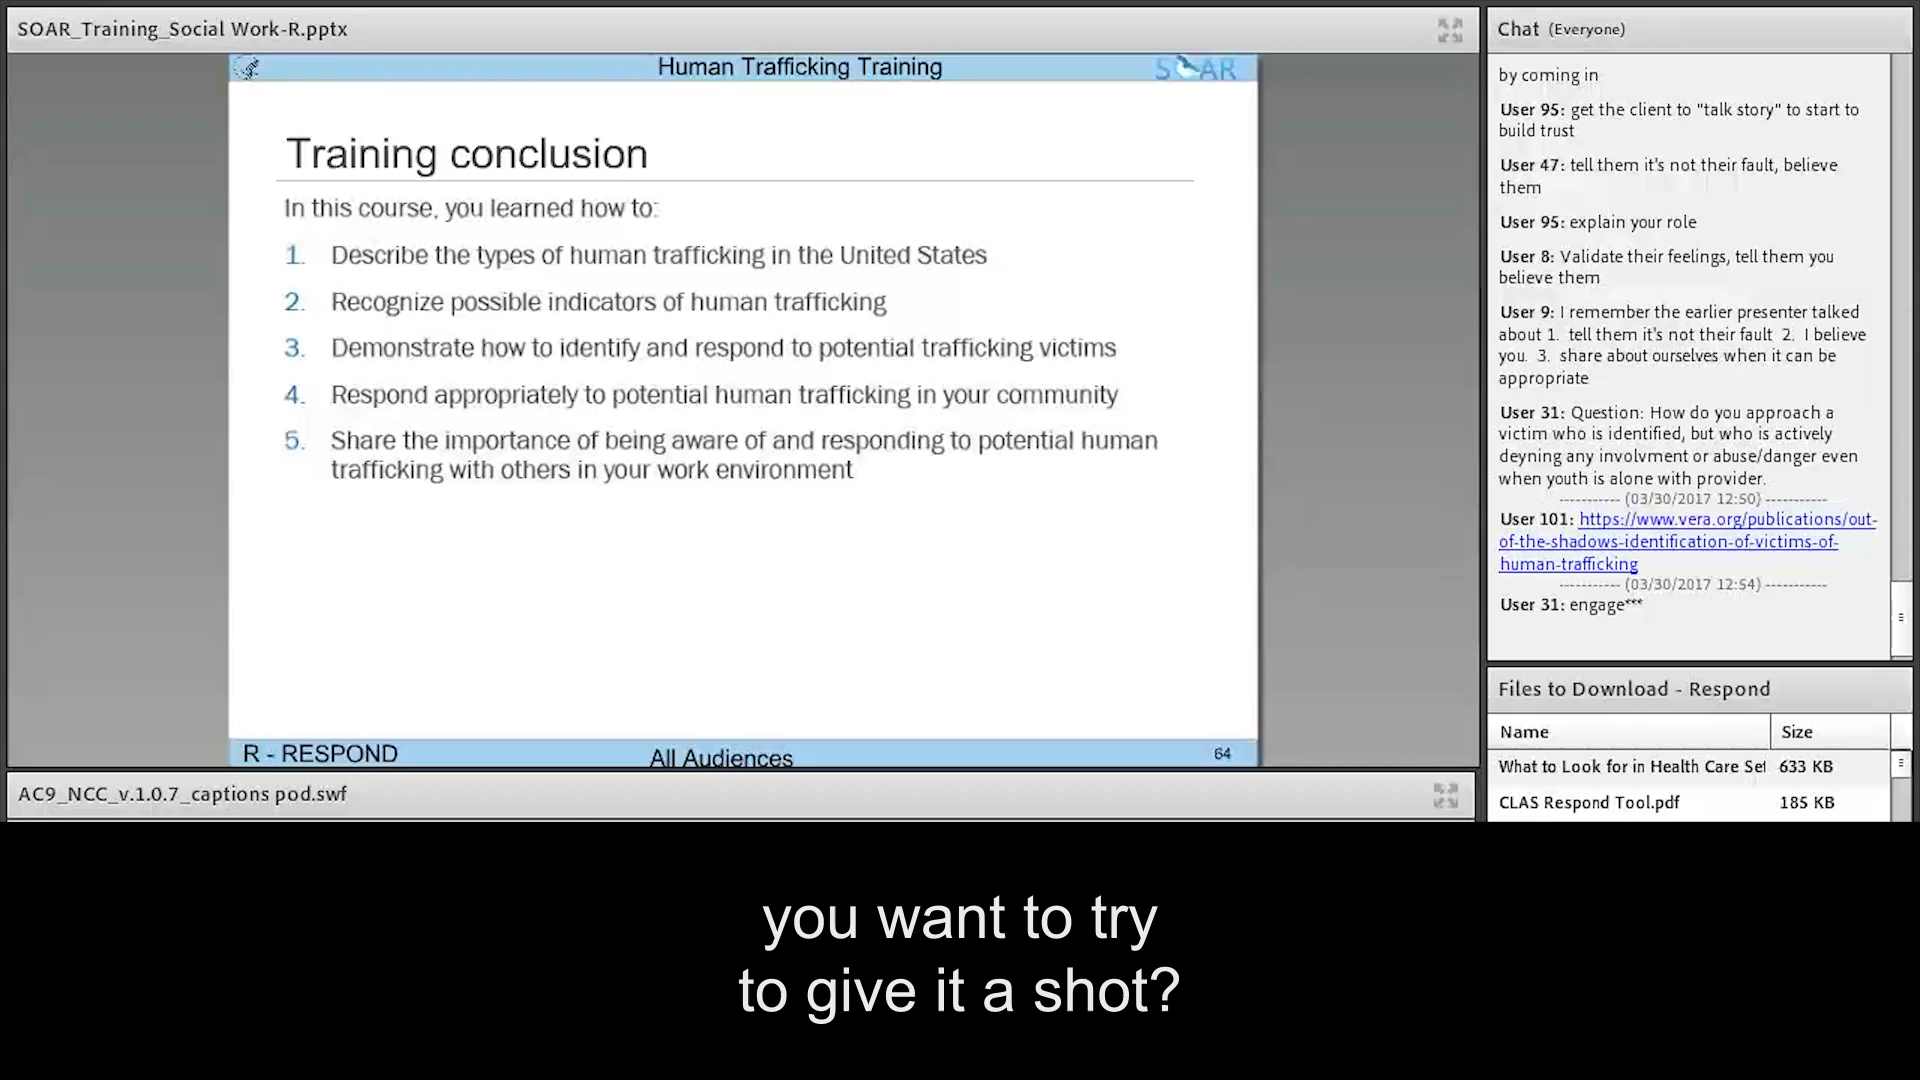 SOAR_Training_Social Work-R.pptx
Human Trafficking Training
SOAR
Training conclusion
In this course, you learned how to:
1. Describe the types of human trafficking in the United States
2. Recognize possible indicators of human trafficking
3. Demonstrate how to identify and respond to potential trafficking victims
4. Respond appropriately to potential human trafficking in your community
5. Share the importance of being aware of and responding to potential human
trafficking with others in your work environment
R - RESPOND
All Audiences
64
AC9_NCC_v.1.0.7_captions pod.swf
you want to try
to give it a shot?
Chat (Everyone)
by coming in
User 95: get the client to "talk story" to start to
build trust
User 47: tell them it's not their fault, believe
them
User 95: explain your role
User 8: Validate their feelings, tell them you
believe them
User 9: I remember the earlier presenter talked
about 1. tell them it's not their fault 2. I believe
you. 3. share about ourselves when it can be
appropriate
User 31: Question: How do you approach a
victim who is identified, but who is actively
deyning any involvment or abuse/danger even
when youth is alone with provider.
----------- (03/30/2017 12:50) -----------
User 101: https://www.vera.org/publications/out-
of-the-shadows-identification-of-victims-of-
human-trafficking
----------- (03/30/2017 12:54) -----------
User 31: engage***
Files to Download - Respond
Name Size
What to Look for in Health Care Set 633 KB
CLAS Respond Tool.pdf 185 KB